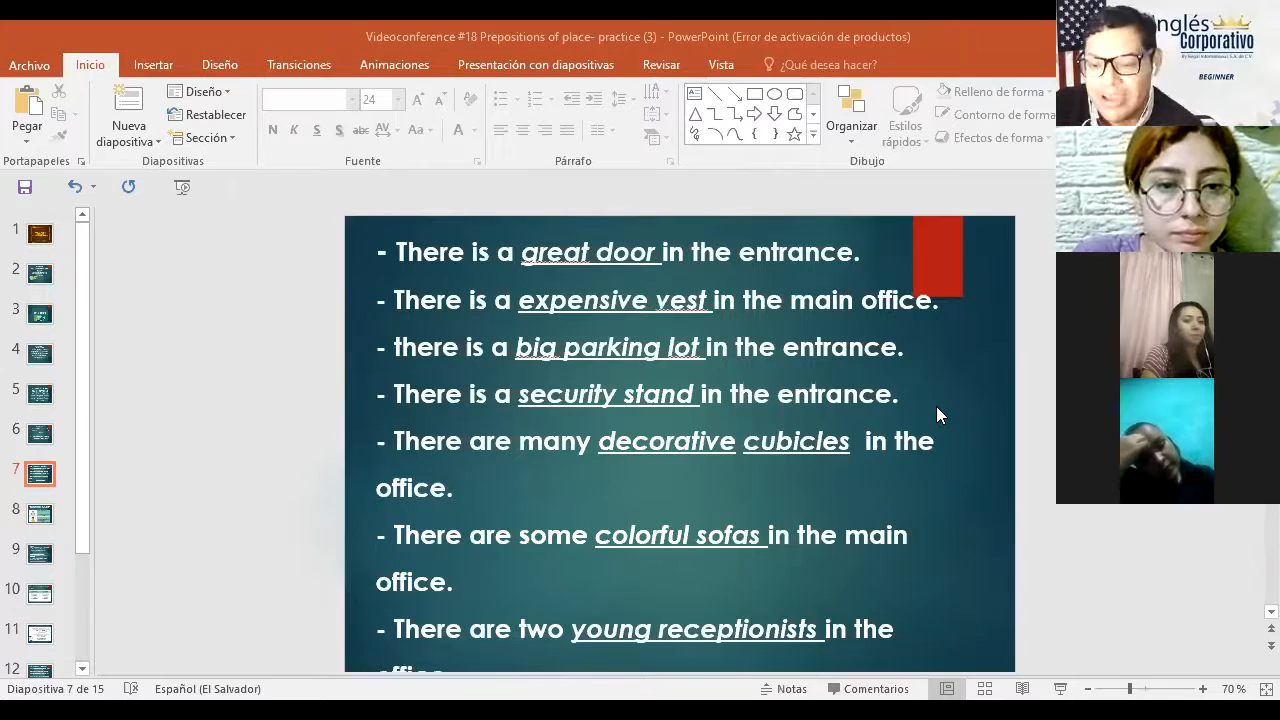 Videoconference #18 Prepositions of place- practice (3) - PowerPoint (Error de activación de productos)
Archivo Inicio Insertar Diseño Transiciones Animaciones Presentación con diapositivas Revisar Vista ¿Qué desea hacer?
Pegar
Nueva diapositiva
Diseño
Restablecer
Sección
24
N K S S abc AV Aa A
Organizar
Estilos rápidos
Relleno de forma
Contorno de forma
Efectos de forma
Portapapeles Diapositivas Fuente Párrafo Dibujo
1
2
3
4
5
6
7
8
9
10
11
12
- There is a great door in the entrance.
- There is a expensive vest in the main office.
- there is a big parking lot in the entrance.
- There is a security stand in the entrance.
- There are many decorative cubicles in the
office.
- There are some colorful sofas in the main
office.
- There are two young receptionists in the
office.
Inglés
Corporativo
BEGINNER
Diapositiva 7 de 15 Español (El Salvador) Notas Comentarios 70 %